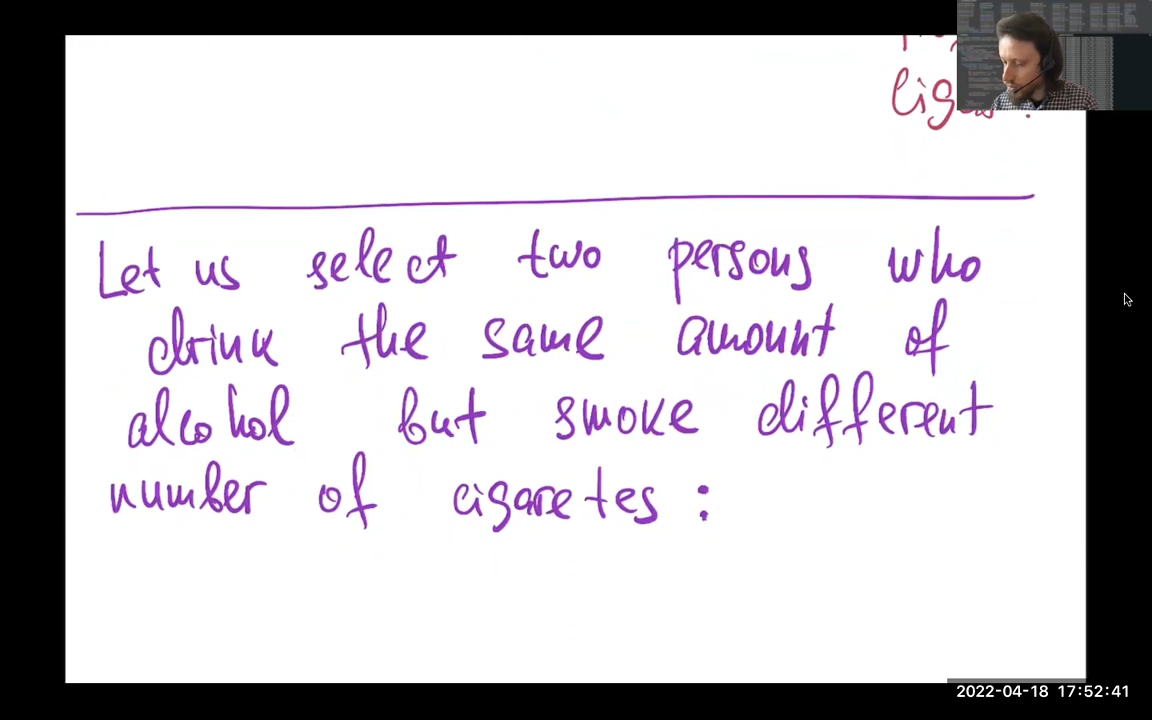 Let us select two persons who
drink the same amount of
alcohol but smoke different
number of cigaretes :
2022-04-18 17:52:41